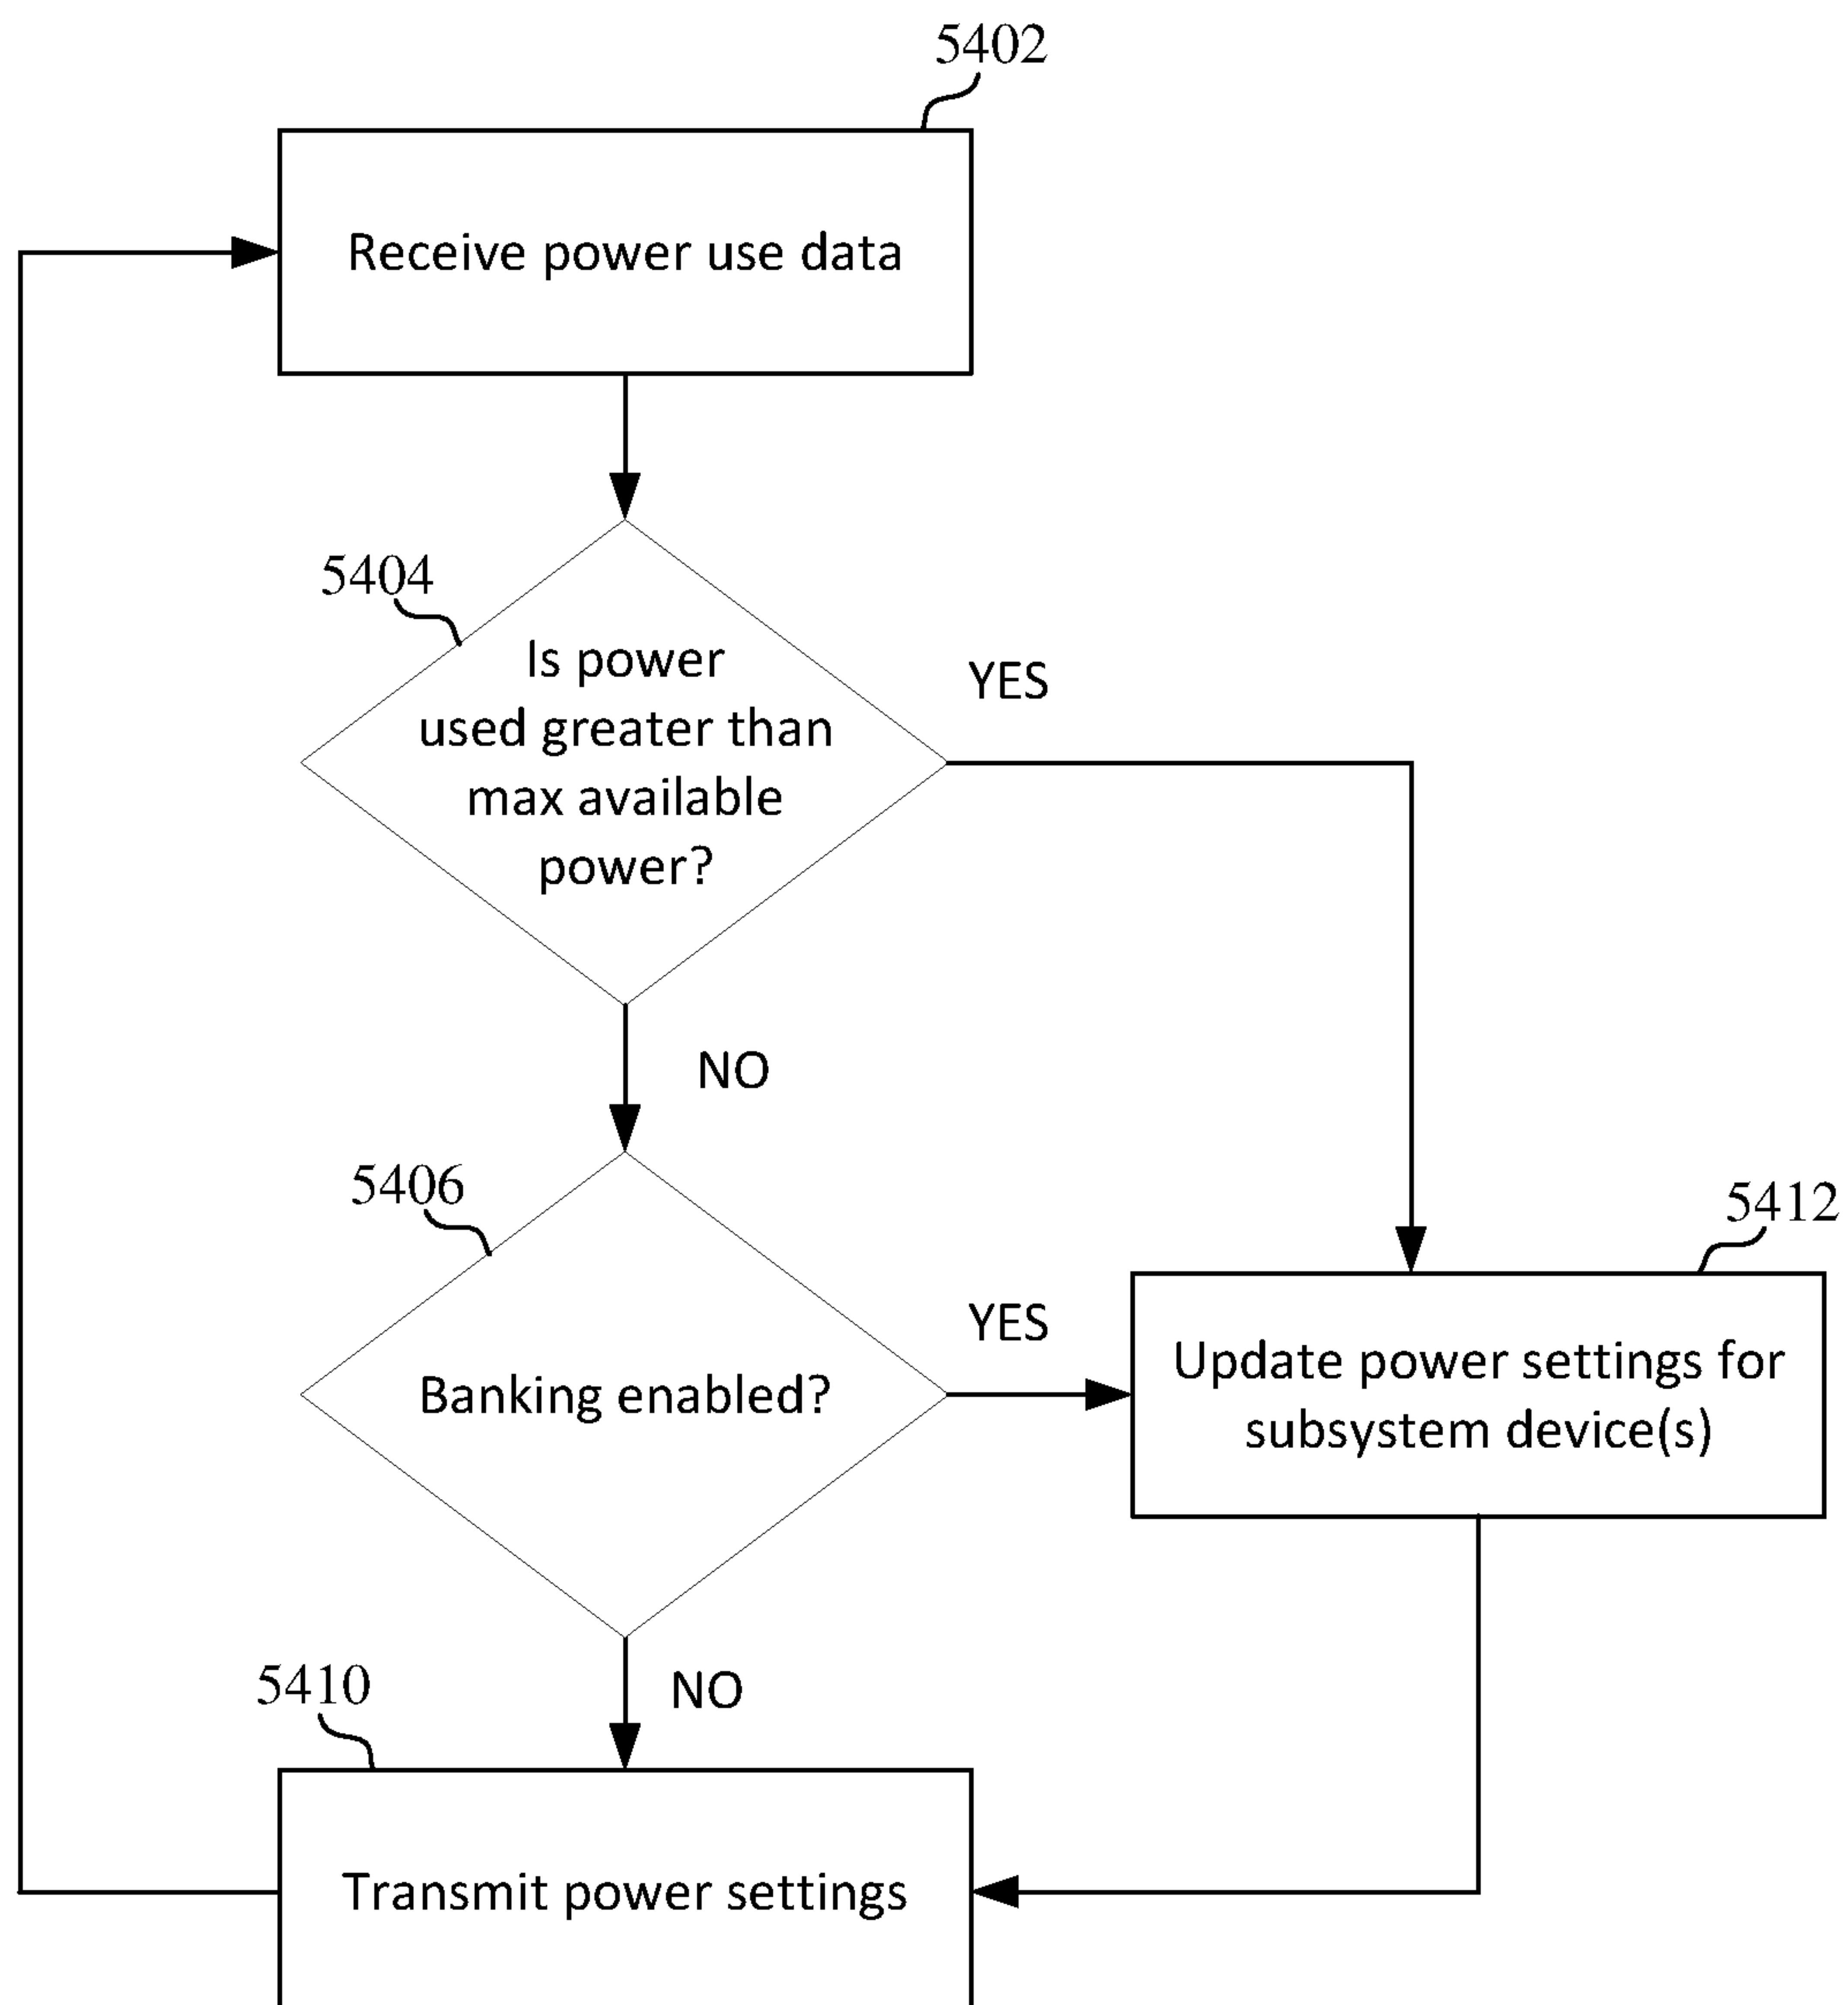 5402
Receive power use data
5404
Is power
used greater than
max available
power?
YES
NO
5406
Banking enabled?
YES
5412
Update power settings for
subsystem device(s)
NO
5410
Transmit power settings